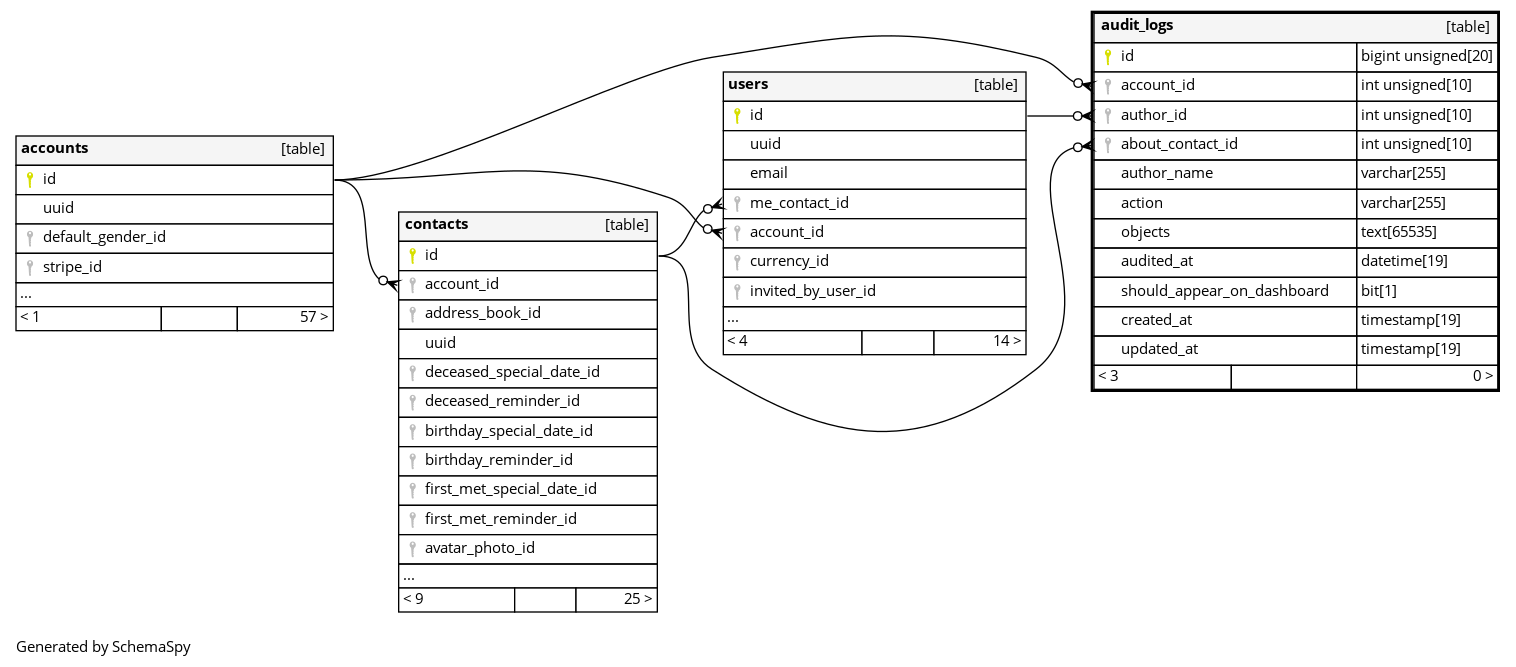 accounts [table]
id
uuid
default_gender_id
stripe_id
...
< 1 57 >
contacts [table]
id
account_id
address_book_id
uuid
deceased_special_date_id
deceased_reminder_id
birthday_special_date_id
birthday_reminder_id
first_met_special_date_id
first_met_reminder_id
avatar_photo_id
...
< 9 25 >
users [table]
id
uuid
email
me_contact_id
account_id
currency_id
invited_by_user_id
...
< 4 14 >
audit_logs [table]
id bigint unsigned[20]
account_id int unsigned[10]
author_id int unsigned[10]
about_contact_id int unsigned[10]
author_name varchar[255]
action varchar[255]
objects text[65535]
audited_at datetime[19]
should_appear_on_dashboard bit[1]
created_at timestamp[19]
updated_at timestamp[19]
< 3 0 >
Generated by SchemaSpy